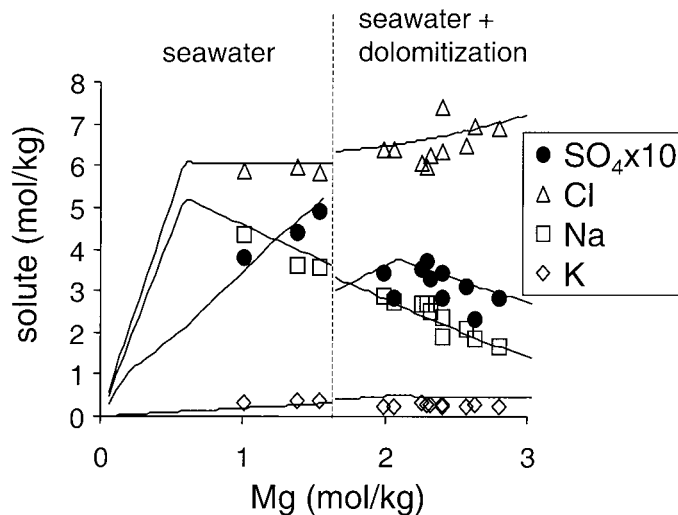 seawater +
seawater
dolomitization
8
7
6
5
4
3
2
1
0
solute (mol/kg)
SO₄x10
Cl
Na
K
0
1
2
3
Mg (mol/kg)